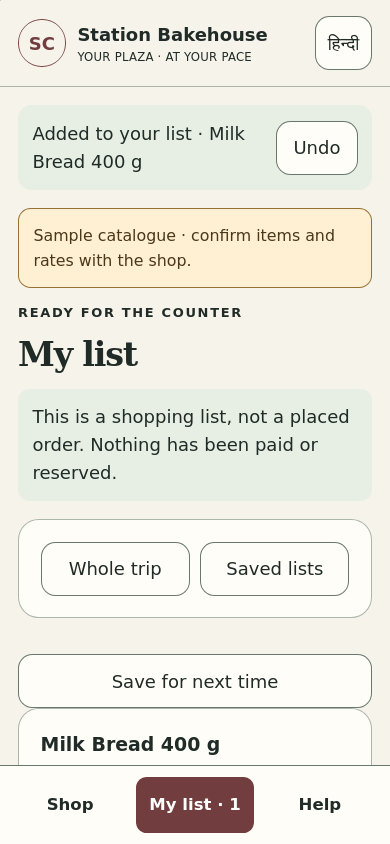 SC
Station Bakehouse
YOUR PLAZA · AT YOUR PACE
हिन्दी
Added to your list · Milk
Bread 400 g
Undo
Sample catalogue · confirm items and
rates with the shop.
READY FOR THE COUNTER
My list
This is a shopping list, not a placed
order. Nothing has been paid or
reserved.
Whole trip
Saved lists
Save for next time
Milk Bread 400 g
Shop
My list · 1
Help